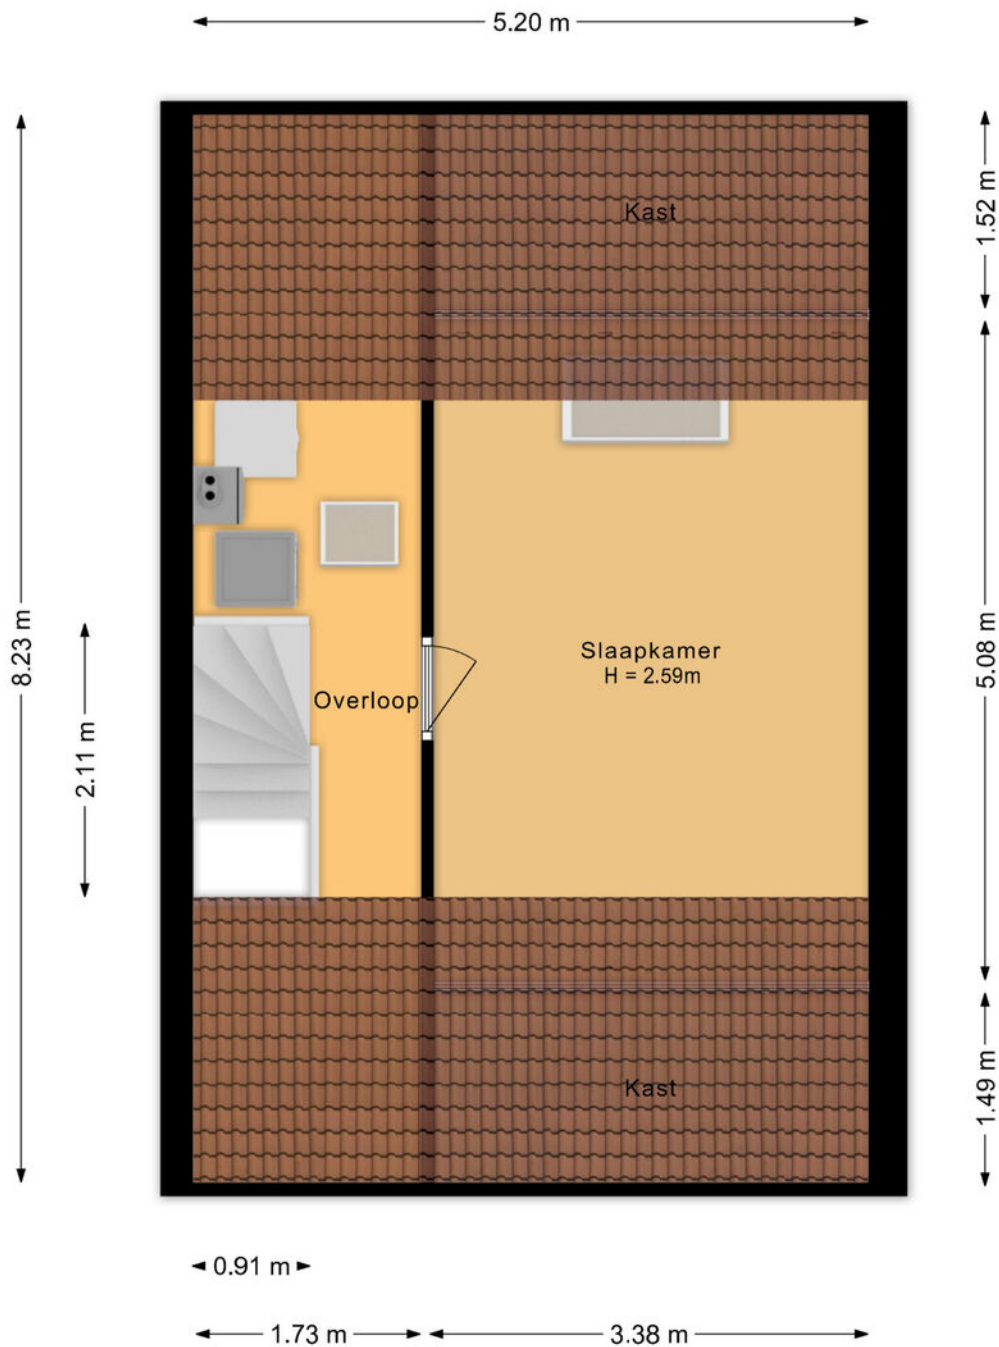 5.20 m
Kast
1.52 m
8.23 m
2.11 m
Slaapkamer
H = 2.59m
Overloop
5.08 m
Kast
1.49 m
0.91 m
1.73 m
3.38 m